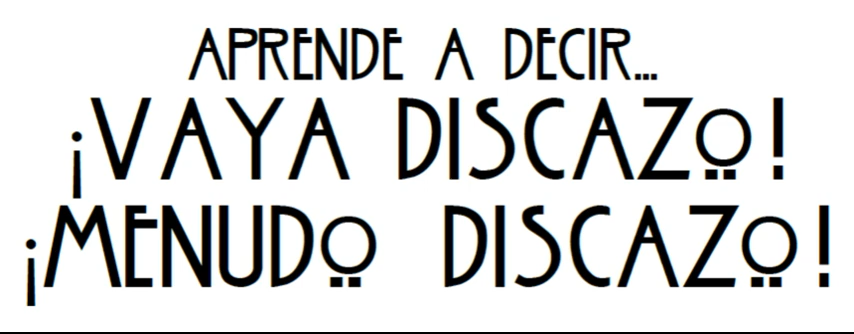 APRENDE A DECIR...
¡VAYA DISCAZO!
¡MENUDO DISCAZO!